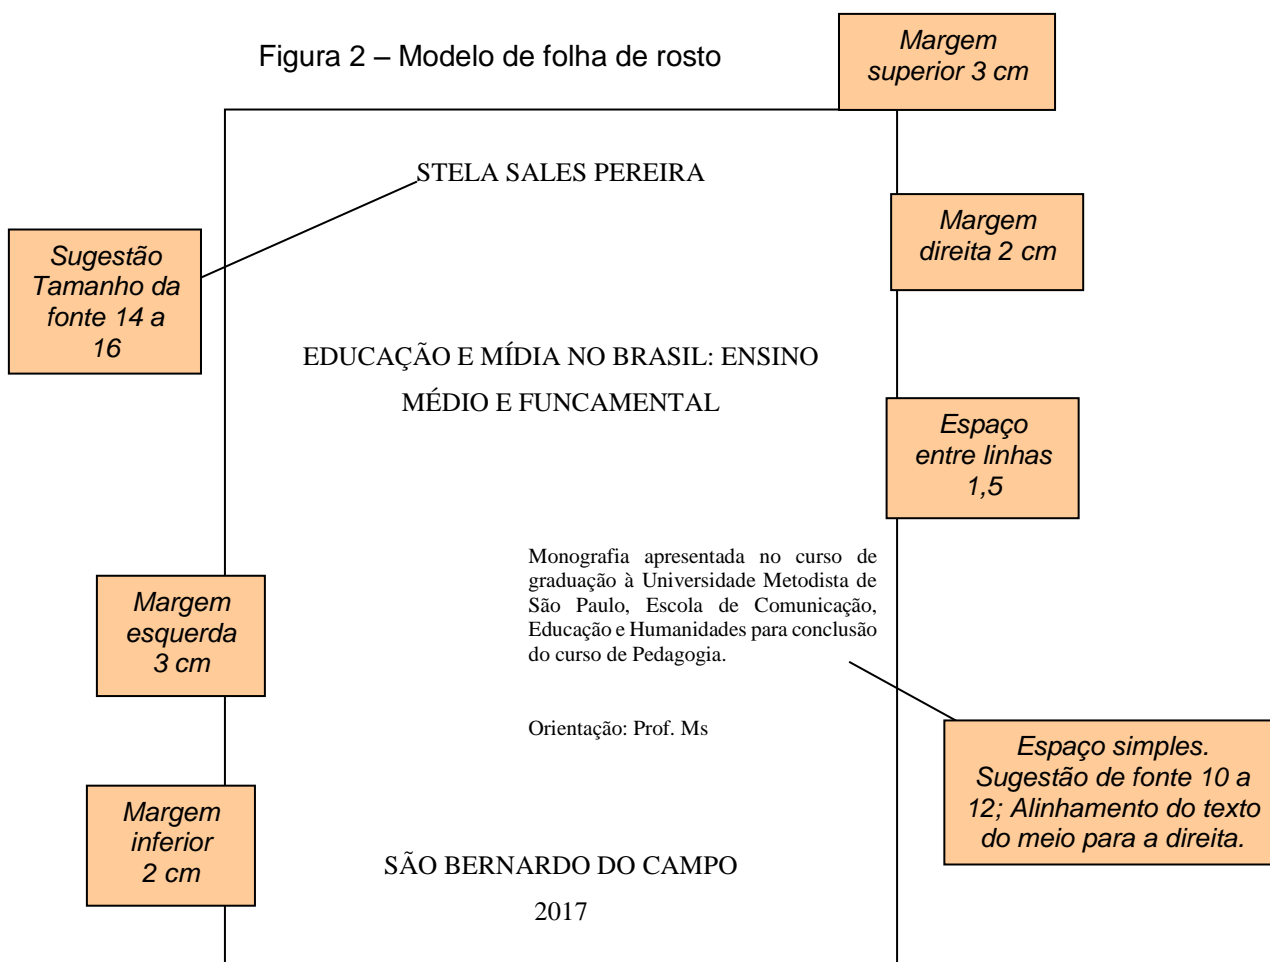 Figura 2 – Modelo de folha de rosto
Margem
superior 3 cm
STELA SALES PEREIRA
Margem
direita 2 cm
Sugestão
Tamanho da
fonte 14 a
16
EDUCAÇÃO E MÍDIA NO BRASIL: ENSINO
MÉDIO E FUNCAMENTAL
Espaço
entre linhas
1,5
Monografia apresentada no curso de
graduação à Universidade Metodista de
São Paulo, Escola de Comunicação,
Educação e Humanidades para conclusão
do curso de Pedagogia.
Margem
esquerda
3 cm
Orientação: Prof. Ms
Espaço simples.
Sugestão de fonte 10 a
12; Alinhamento do texto
do meio para a direita.
Margem
inferior
2 cm
SÃO BERNARDO DO CAMPO
2017